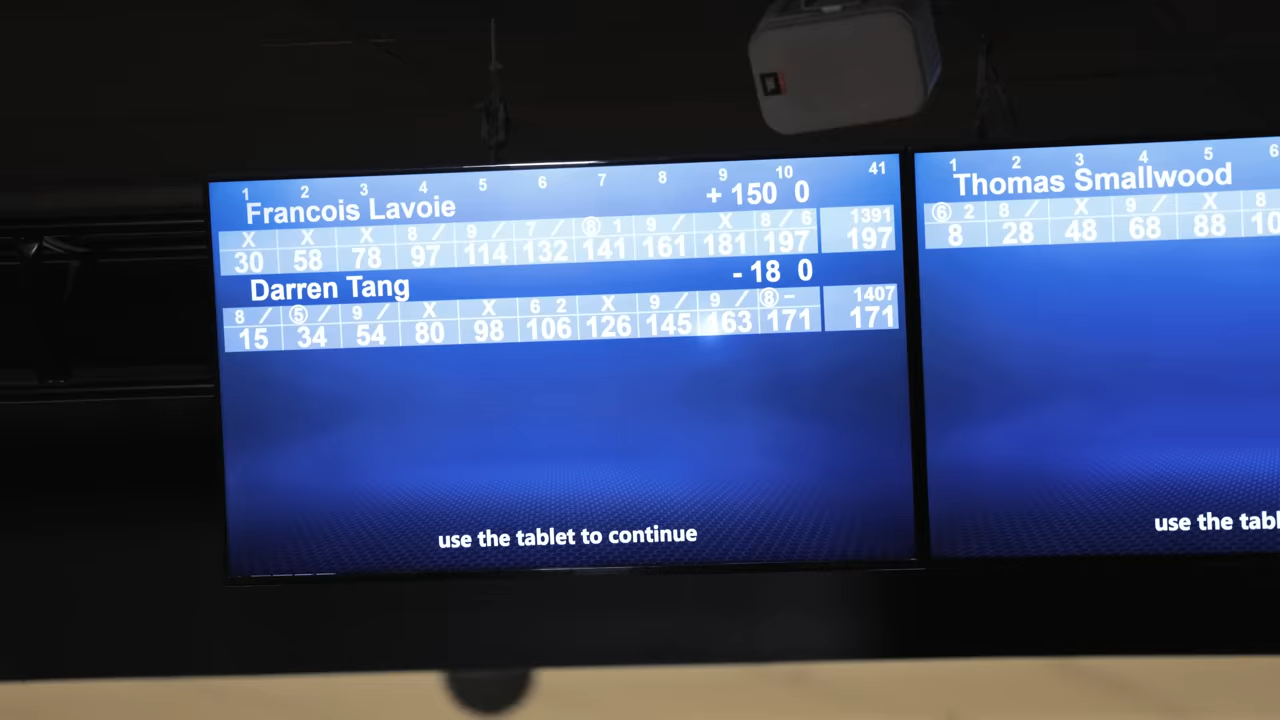 1 2 3 4 5 6 7 8 9 10 41
Francois Lavoie + 150 0
X X X 8 / 9 / 7 / ⑧ 1 9 / X 8 / 6 1391
30 58 78 97 114 132 141 161 181 197 197
Darren Tang - 18 0
8 / ⑤ / 9 / X X 6 2 X 9 / 9 / ⑧ – 1407
15 34 54 80 98 106 126 145 163 171 171
use the tablet to continue
1 2 3 4 5 6
Thomas Smallwood
⑥ 2 8 / X 9 / X 8
8 28 48 68 88 10
use the tabl